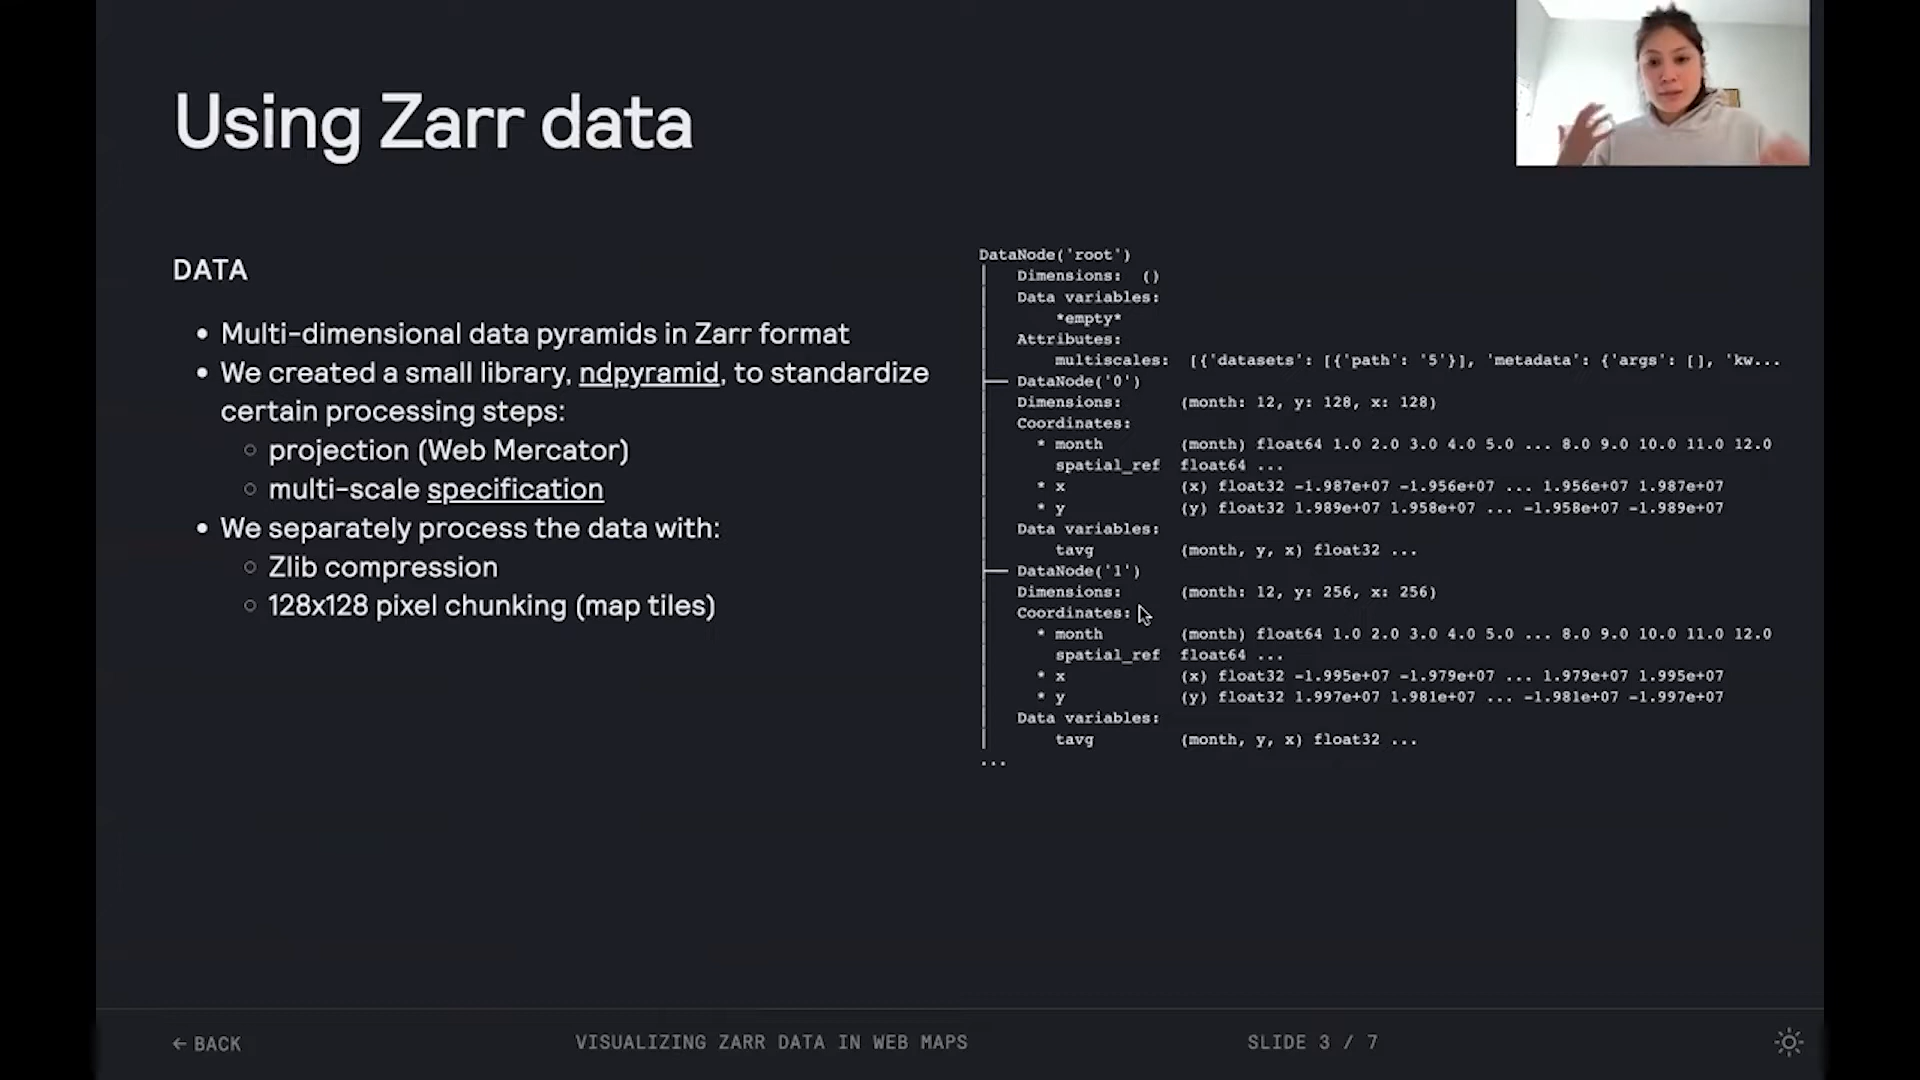 Using Zarr data
DATA
• Multi-dimensional data pyramids in Zarr format
• We created a small library, ndpyramid, to standardize
certain processing steps:
○ projection (Web Mercator)
○ multi-scale specification
• We separately process the data with:
○ Zlib compression
○ 128x128 pixel chunking (map tiles)
DataNode('root')
Dimensions: ()
Data variables:
*empty*
Attributes:
multiscales: [{'datasets': [{'path': '5'}], 'metadata': {'args': [], 'kw...
DataNode('0')
Dimensions: (month: 12, y: 128, x: 128)
Coordinates:
* month (month) float64 1.0 2.0 3.0 4.0 5.0 ... 8.0 9.0 10.0 11.0 12.0
spatial_ref float64 ...
* x (x) float32 -1.987e+07 -1.956e+07 ... 1.956e+07 1.987e+07
* y (y) float32 1.989e+07 1.958e+07 ... -1.958e+07 -1.989e+07
Data variables:
tavg (month, y, x) float32 ...
DataNode('1')
Dimensions: (month: 12, y: 256, x: 256)
Coordinates:
* month (month) float64 1.0 2.0 3.0 4.0 5.0 ... 8.0 9.0 10.0 11.0 12.0
spatial_ref float64 ...
* x (x) float32 -1.995e+07 -1.979e+07 ... 1.979e+07 1.995e+07
* y (y) float32 1.997e+07 1.981e+07 ... -1.981e+07 -1.997e+07
Data variables:
tavg (month, y, x) float32 ...
...
← BACK
VISUALIZING ZARR DATA IN WEB MAPS
SLIDE 3 / 7